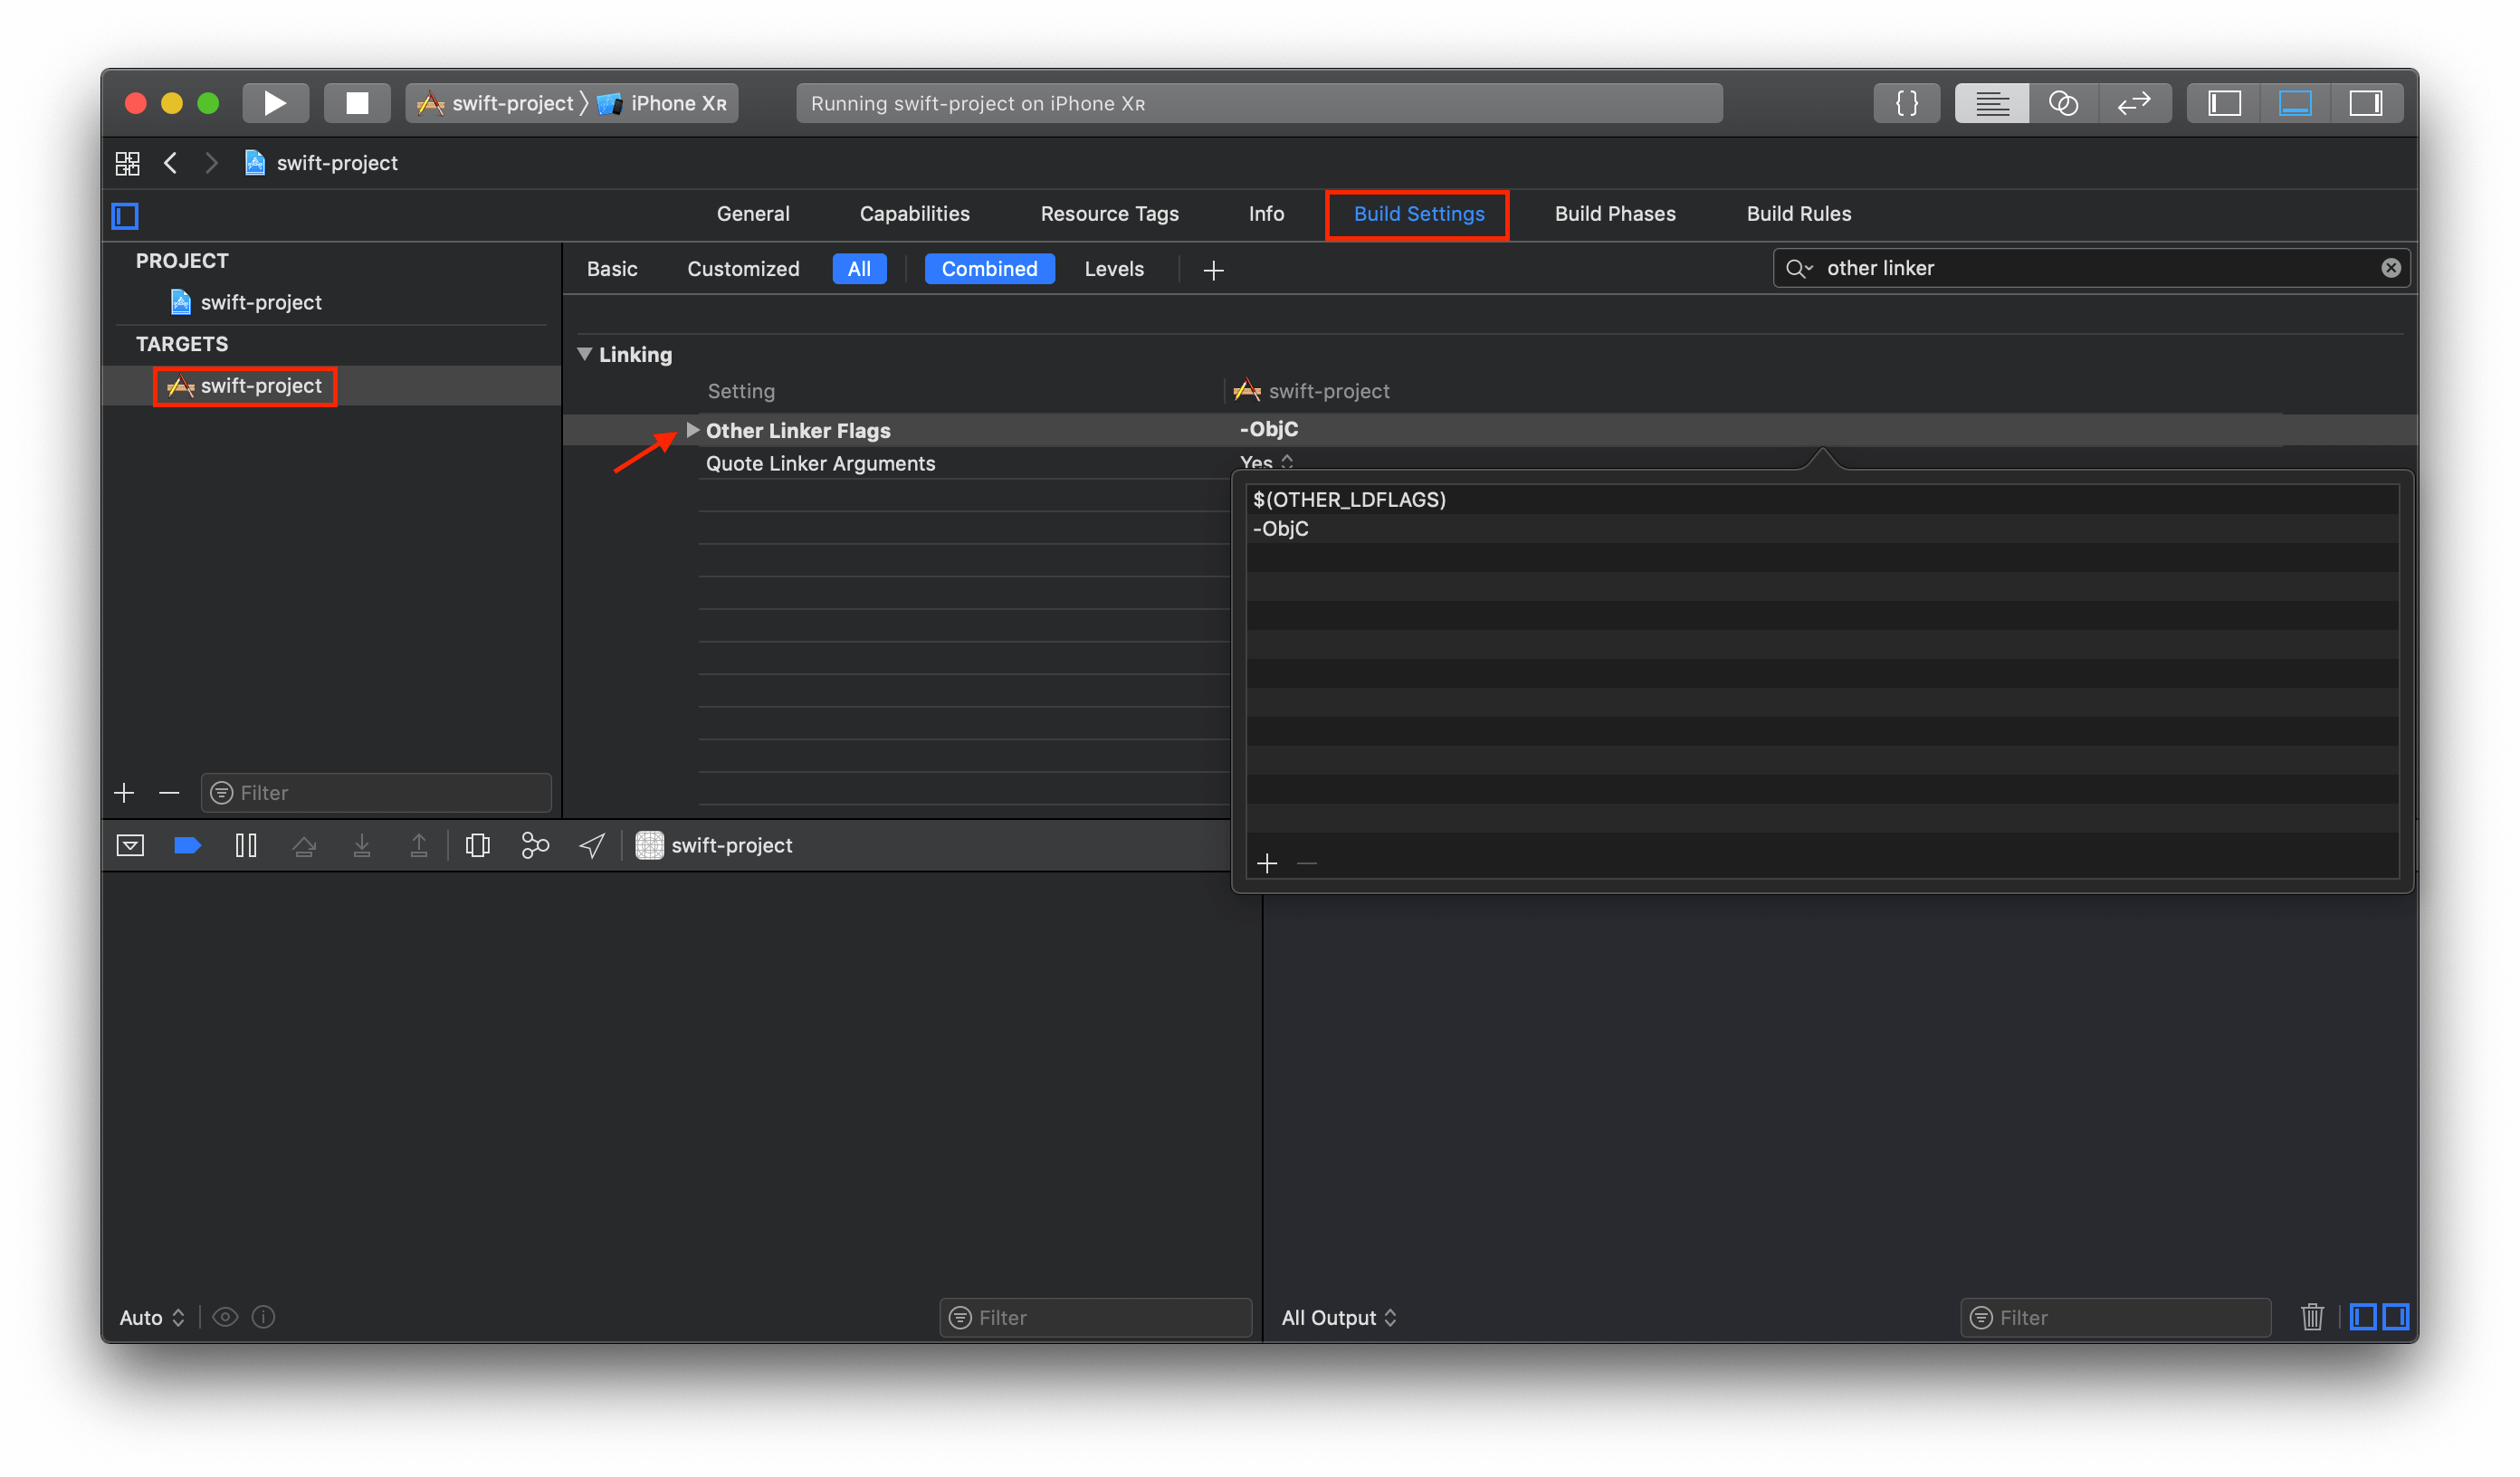 swift-project 〉 iPhone Xʀ
Running swift-project on iPhone Xʀ
{ }
swift-project
General Capabilities Resource Tags Info Build Settings Build Phases Build Rules
PROJECT
swift-project
TARGETS
swift-project
Basic Customized All Combined Levels +
other linker
Linking
Setting swift-project
Other Linker Flags -ObjC
Quote Linker Arguments Yes
$(OTHER_LDFLAGS)
-ObjC
Filter
swift-project
Auto
Filter
All Output
Filter